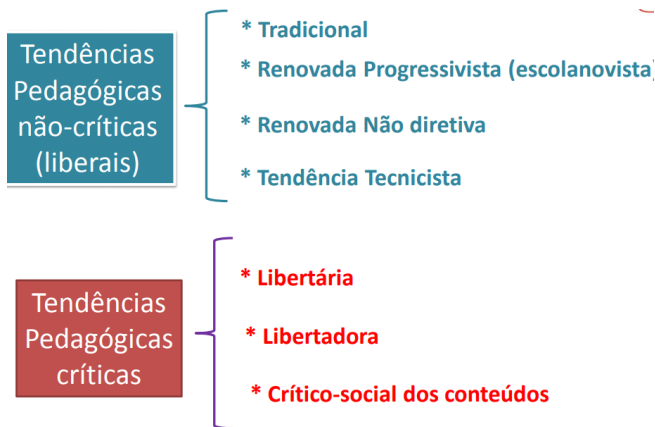 Tendências
Pedagógicas
não-críticas
(liberais)
* Tradicional
* Renovada Progressivista (escolanovista)
* Renovada Não diretiva
* Tendência Tecnicista
Tendências
Pedagógicas
críticas
* Libertária
* Libertadora
* Crítico-social dos conteúdos